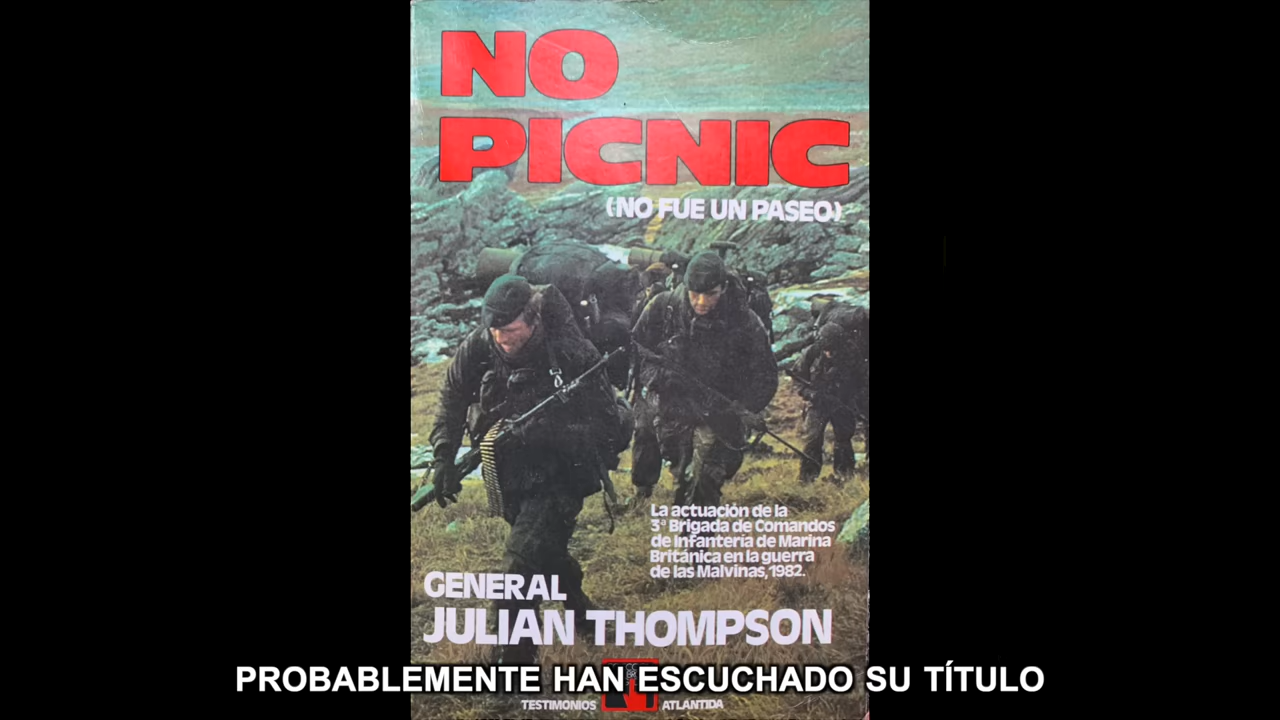 NO
PICNIC
(NO FUE UN PASEO)
La actuación de la
3ª Brigada de Comandos
de Infantería de Marina
Británica en la guerra
de las Malvinas, 1982.
GENERAL
JULIAN THOMPSON
PROBABLEMENTE HAN ESCUCHADO SU TÍTULO
TESTIMONIOS ATLANTIDA